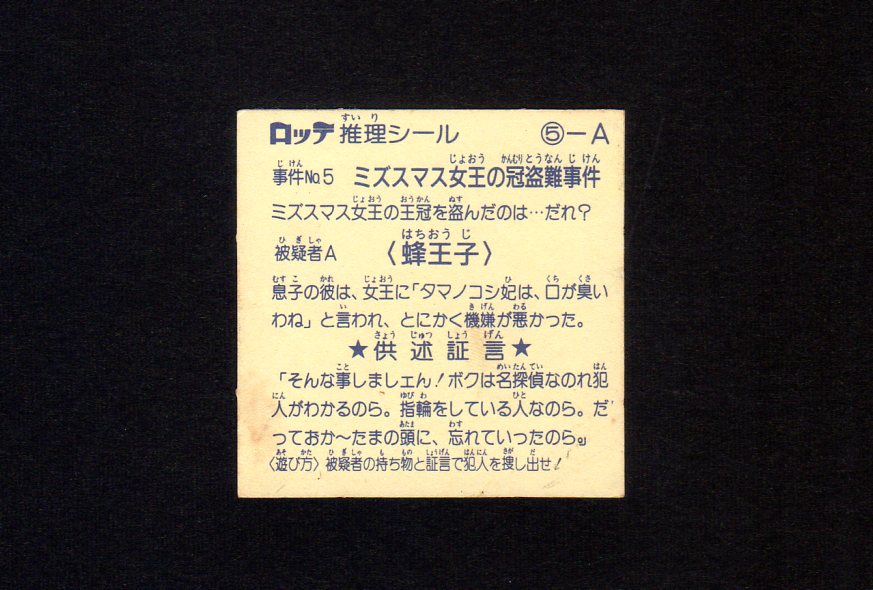 ロッテ 推理シール ⑤－A
事件No.5 ミズスマス女王の冠盗難事件
ミズスマス女王の王冠を盗んだのは…だれ？
被疑者A 〈蜂王子〉
息子の彼は、女王に「タマノコシ妃は、口が臭い
わね」と言われ、とにかく機嫌が悪かった。
★供述証言★
「そんな事しましェん！ボクは名探偵なのれ犯
人がわかるのら。指輪をしている人なのら。だ
っておか〜たまの頭に、忘れていったのら。」
〈遊び方〉被疑者の持ち物と証言で犯人を捜し出せ！